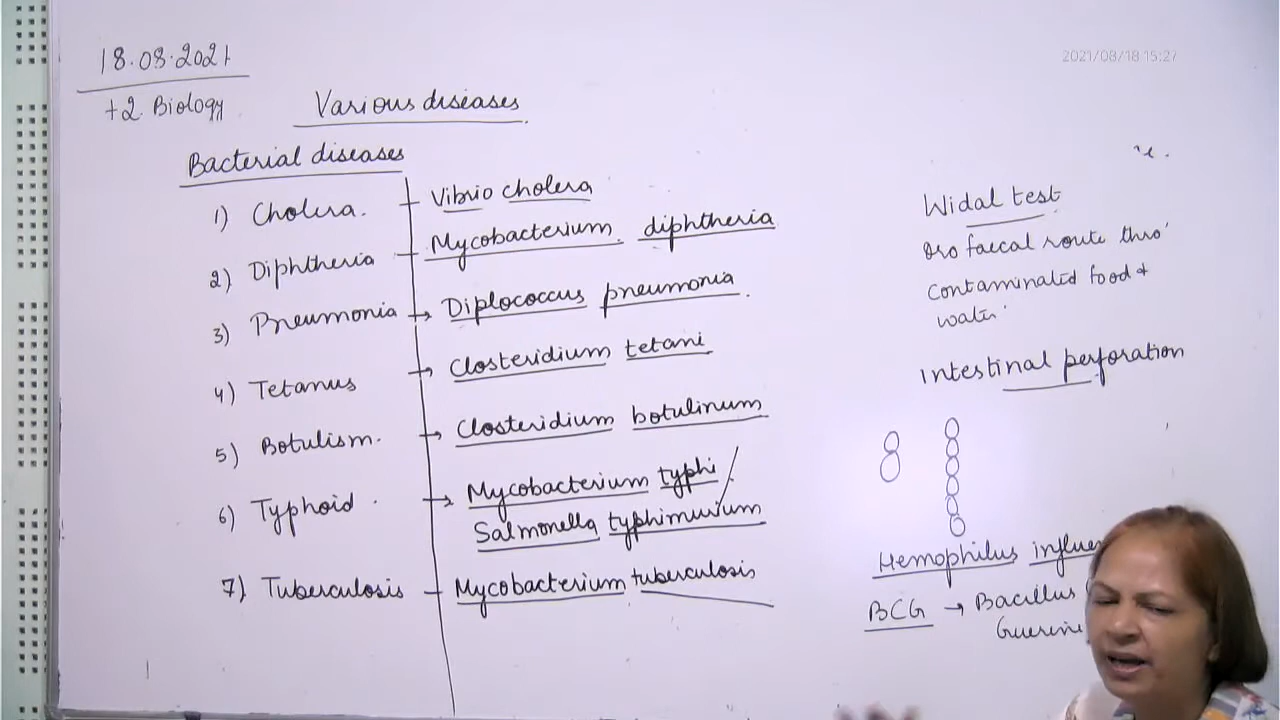 18.08.2021
+2 Biology
Various diseases
2021/08/18 15:27
Bacterial diseases
1) Cholera. Vibrio cholera
2) Diphtheria Mycobacterium diphtheria
3) Pneumonia → Diplococcus pneumonia.
4) Tetanus → Closteridium tetani
5) Botulism. → Closteridium botulinum
6) Typhoid → Mycobacterium typhi /
Salmonella typhimurium
7) Tuberculosis Mycobacterium tuberculosis
Widal test
Oro faecal route thro'
Contaminated food &
water
Intestinal perforation
Hemophilus
BCG → Bacillus